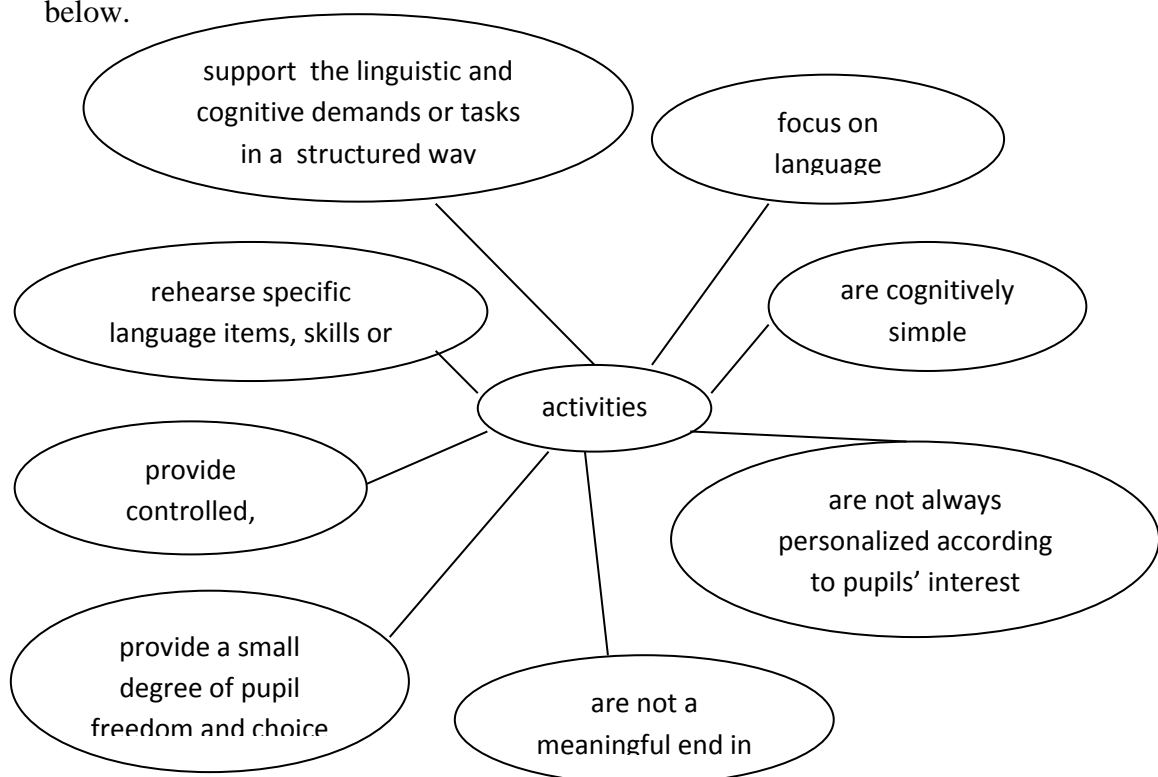 below.
support the linguistic and
cognitive demands or tasks
in a structured way
focus on
language
rehearse specific
language items, skills or
are cognitively
simple
activities
provide
controlled,
are not always
personalized according
to pupils’ interest
provide a small
degree of pupil
freedom and choice
are not a
meaningful end in